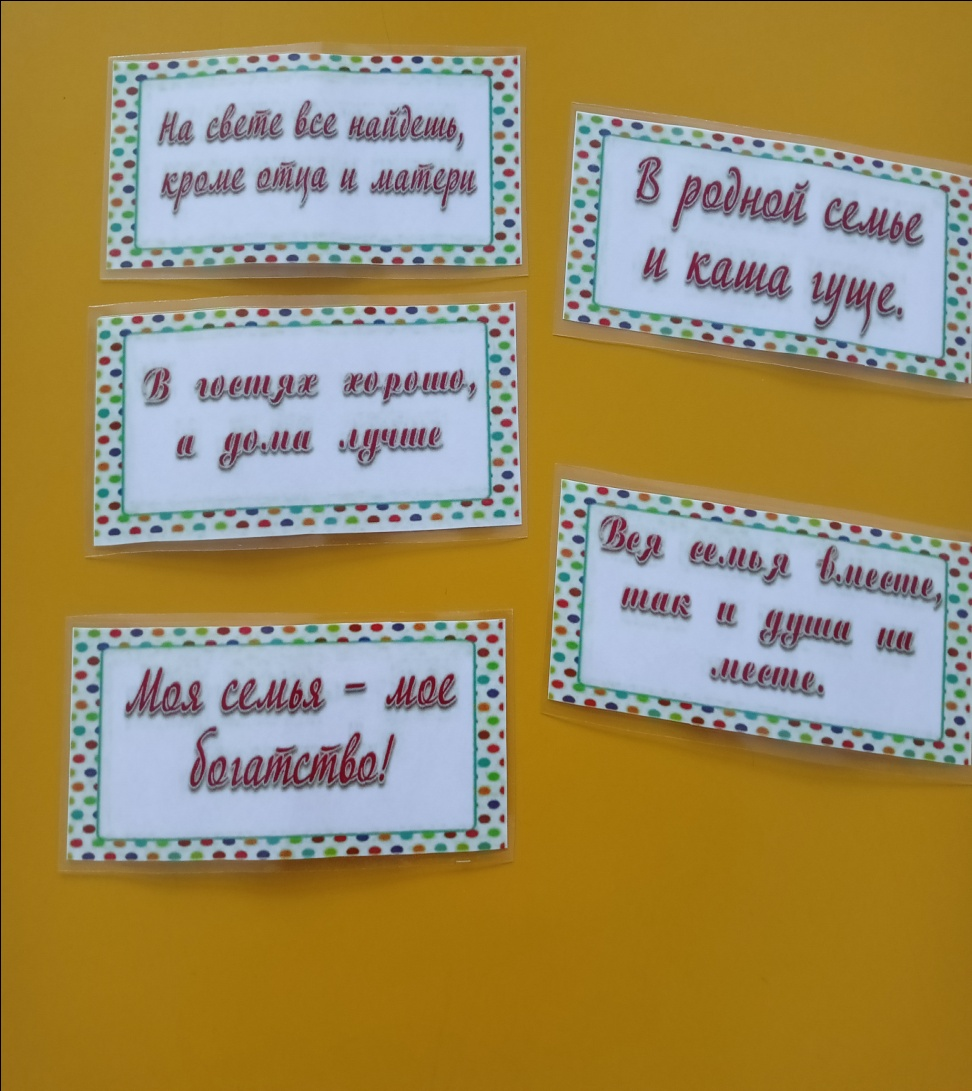 На свете все найдешь,
кроме отца и матери
В гостях хорошо,
а дома лучше
Моя семья – мое
богатство!
В родной семье
и каша гуще.
Вся семья вместе,
так и душа на
месте.